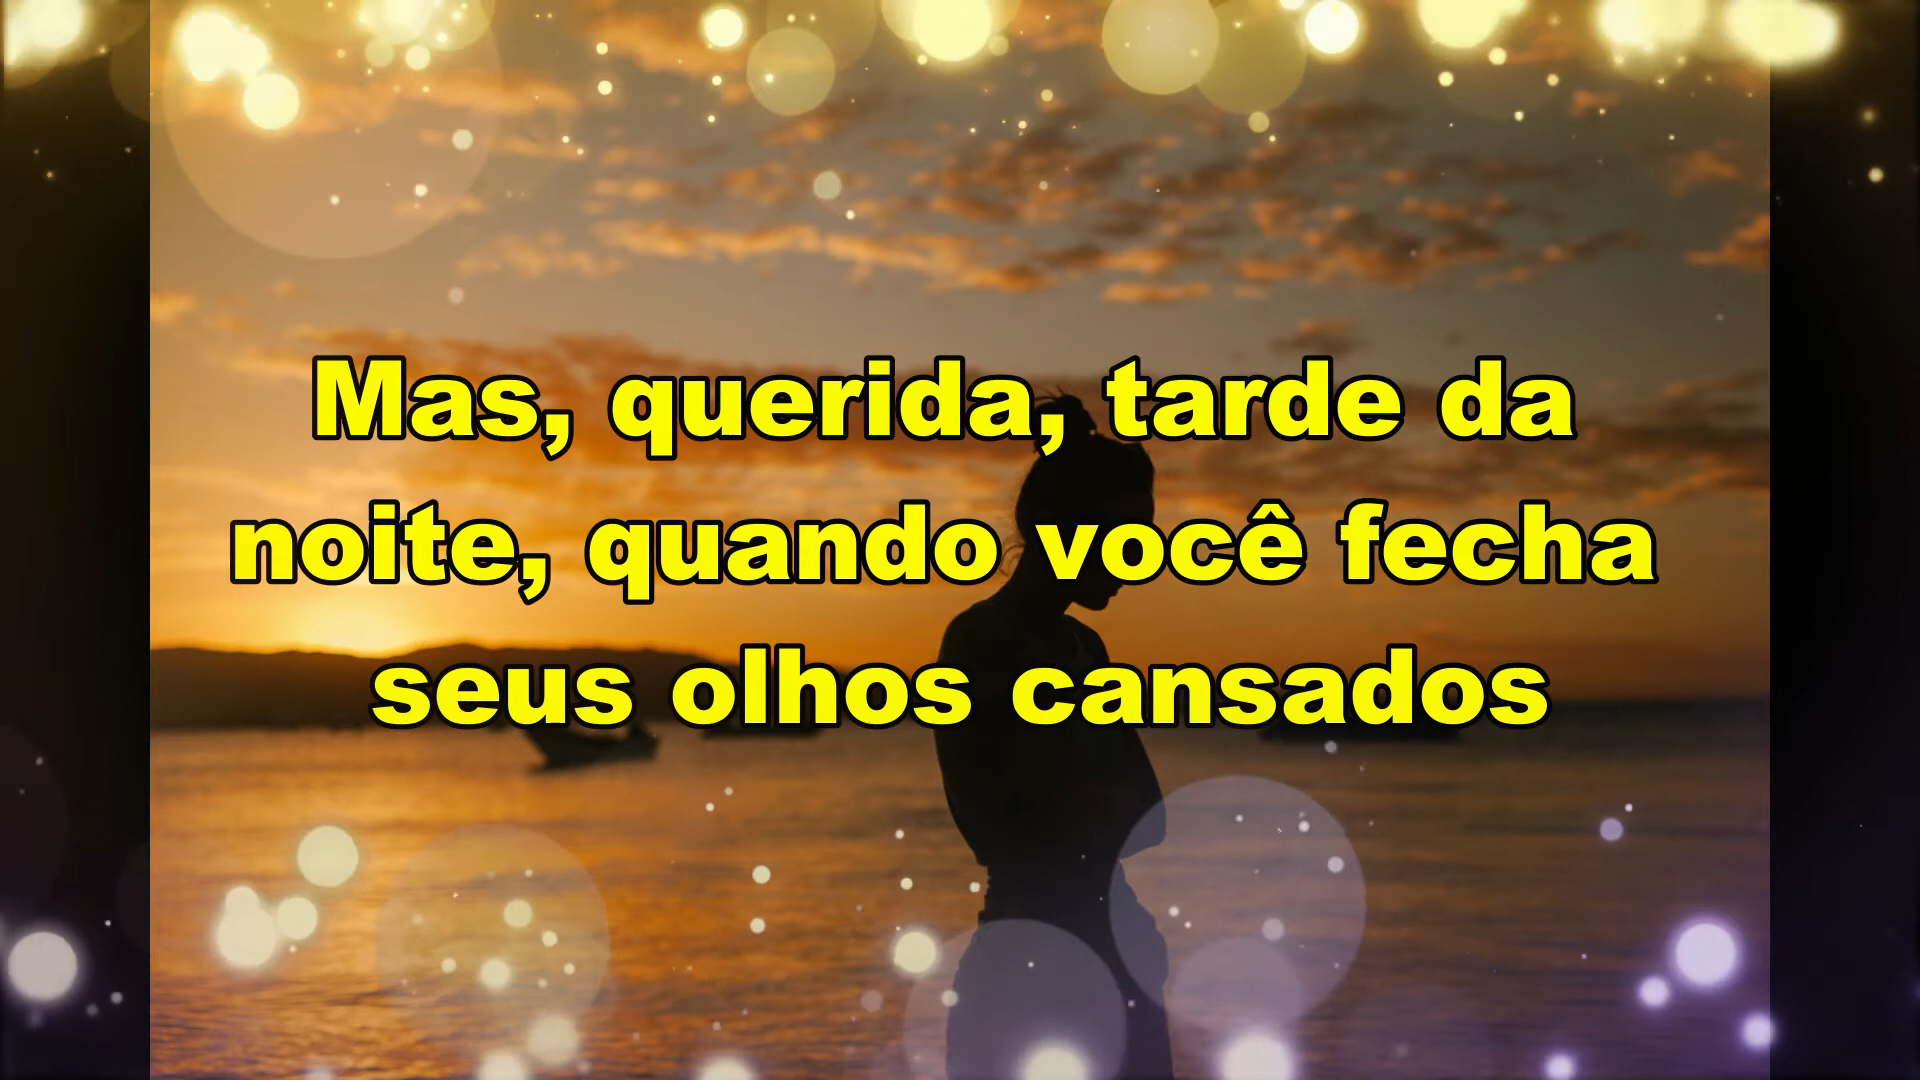 Mas, querida, tarde da
noite, quando você fecha
seus olhos cansados